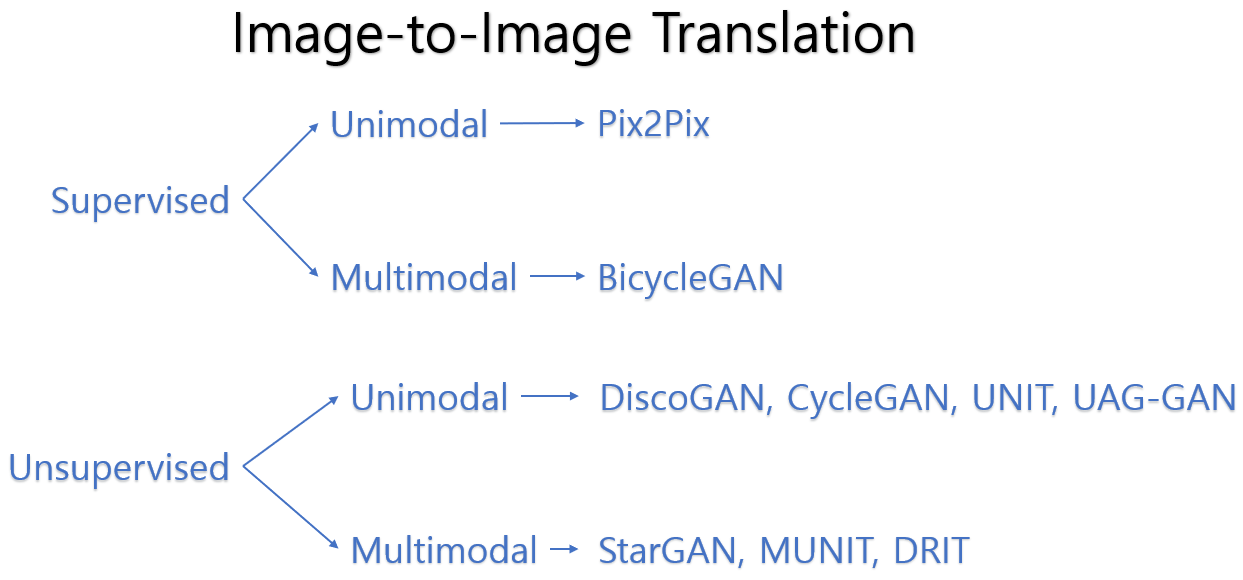 Image-to-Image Translation
Unimodal Pix2Pix
Supervised
Multimodal BicycleGAN
Unimodal DiscoGAN, CycleGAN, UNIT, UAG-GAN
Unsupervised
Multimodal StarGAN, MUNIT, DRIT